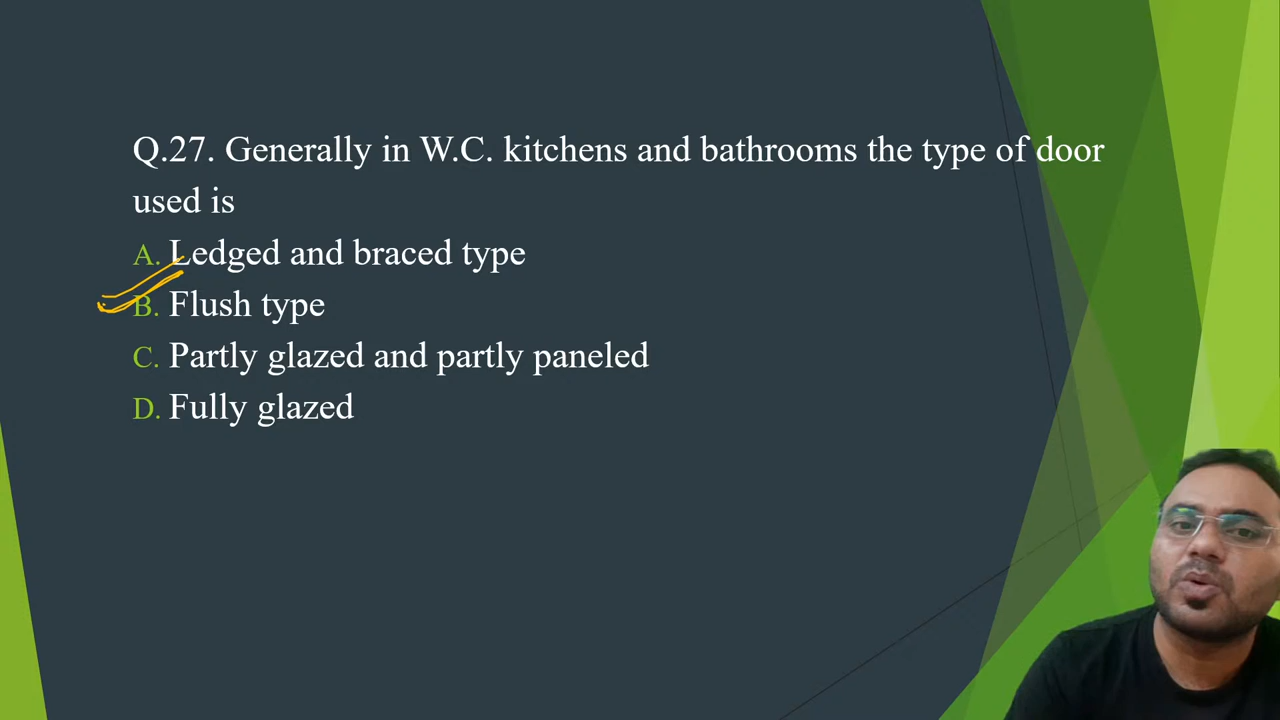 Q.27. Generally in W.C. kitchens and bathrooms the type of door
used is
A. Ledged and braced type
B. Flush type
C. Partly glazed and partly paneled
D. Fully glazed